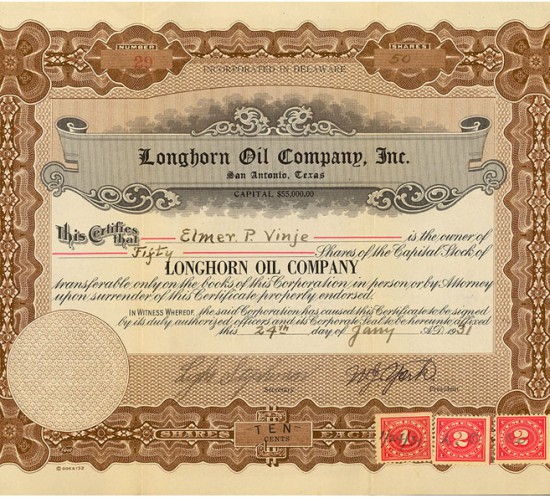 NUMBER
29
SHARES
50
INCORPORATED IN DELAWARE
Longhorn Oil Company, Inc.
San Antonio, Texas
CAPITAL $55,000.00
This Certifies that Elmer P. Vinje is the owner of
Fifty Shares of the Capital Stock of
LONGHORN OIL COMPANY
transferable only on the books of this Corporation in person or by Attorney
upon surrender of this Certificate properly endorsed.
IN WITNESS WHEREOF, the said Corporation has caused this Certificate to be signed
by its duly authorized officers and its Corporate Seal to be hereunto affixed
this 24th day of Jany A.D. 1931
Secretary
President
SHARES
TEN
CENTS
EACH
2
2